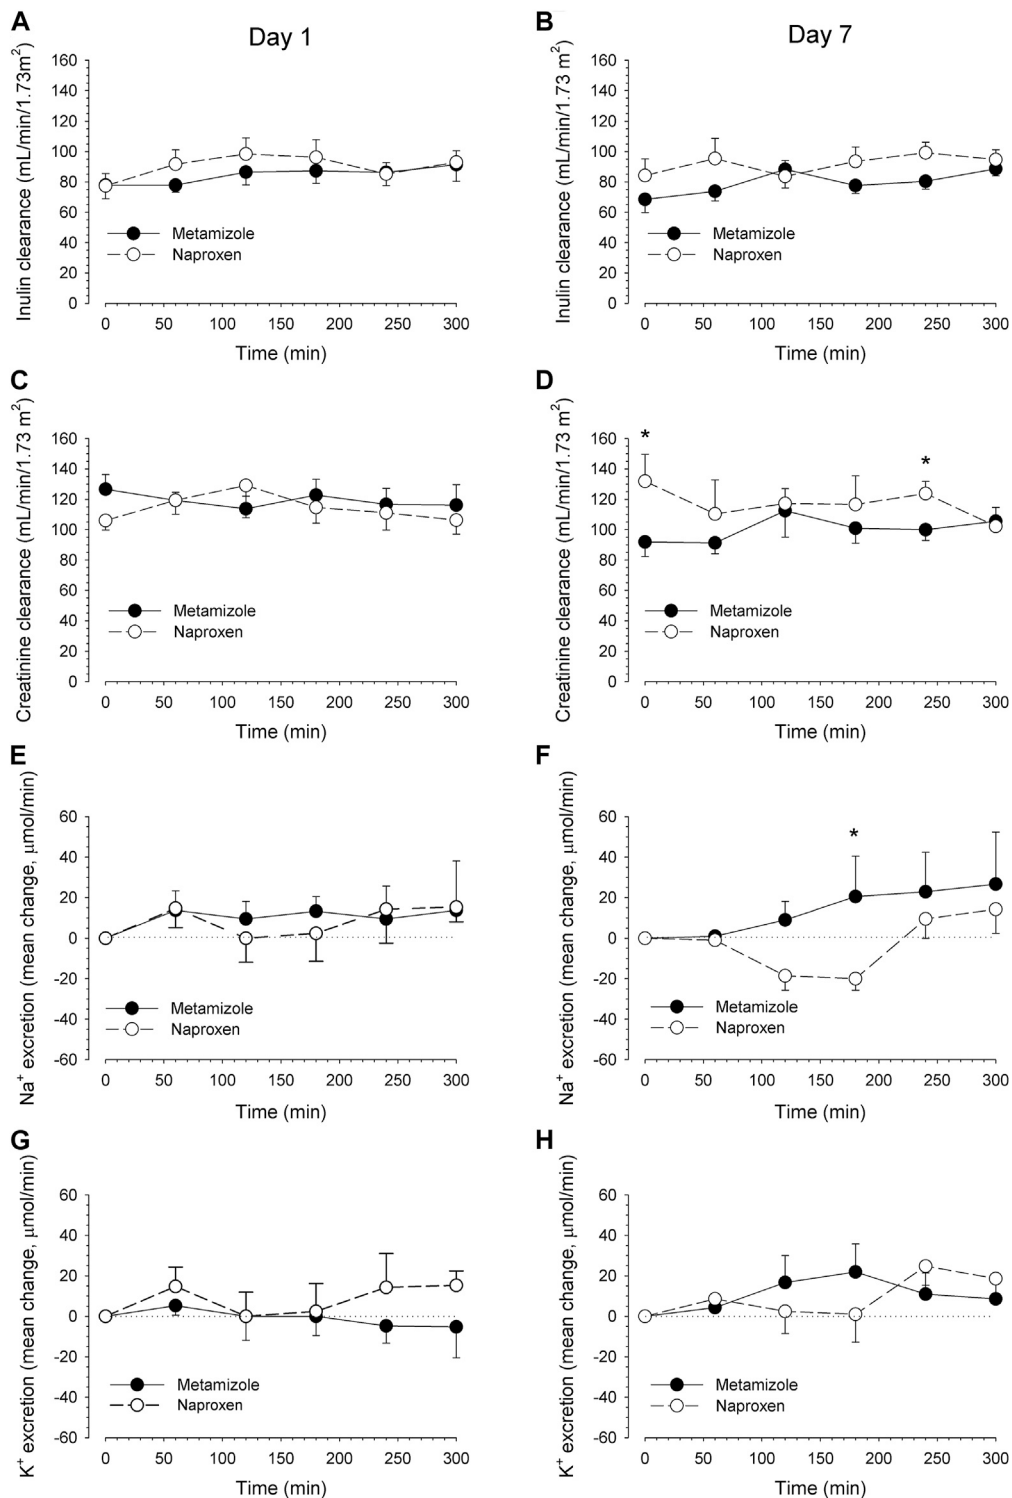 A
Day 1
Inulin clearance (mL/min/1.73m²)
160
140
120
100
80
60
40
20
0
Metamizole
Naproxen
0 50 100 150 200 250 300
Time (min)
B
Day 7
Inulin clearance (mL/min/1.73 m²)
160
140
120
100
80
60
40
20
0
Metamizole
Naproxen
0 50 100 150 200 250 300
Time (min)
C
Creatinine clearance (mL/min/1.73 m²)
160
140
120
100
80
60
40
20
0
Metamizole
Naproxen
0 50 100 150 200 250 300
Time (min)
D
Creatinine clearance (mL/min/1.73 m²)
160
140
120
100
80
60
40
20
0
*
*
Metamizole
Naproxen
0 50 100 150 200 250 300
Time (min)
E
Na⁺ excretion (mean change, µmol/min)
60
40
20
0
-20
-40
-60
Metamizole
Naproxen
0 50 100 150 200 250 300
Time (min)
F
Na⁺ excretion (mean change, µmol/min)
60
40
20
0
-20
-40
-60
*
Metamizole
Naproxen
0 50 100 150 200 250 300
Time (min)
G
K⁺ excretion (mean change, µmol/min)
60
40
20
0
-20
-40
-60
Metamizole
Naproxen
0 50 100 150 200 250 300
Time (min)
H
K⁺ excretion (mean change, µmol/min)
60
40
20
0
-20
-40
-60
Metamizole
Naproxen
0 50 100 150 200 250 300
Time (min)